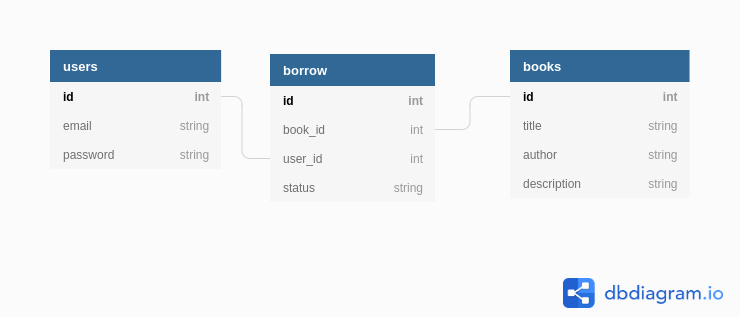 users
id int
email string
password string
borrow
id int
book_id int
user_id int
status string
books
id int
title string
author string
description string
dbdiagram.io